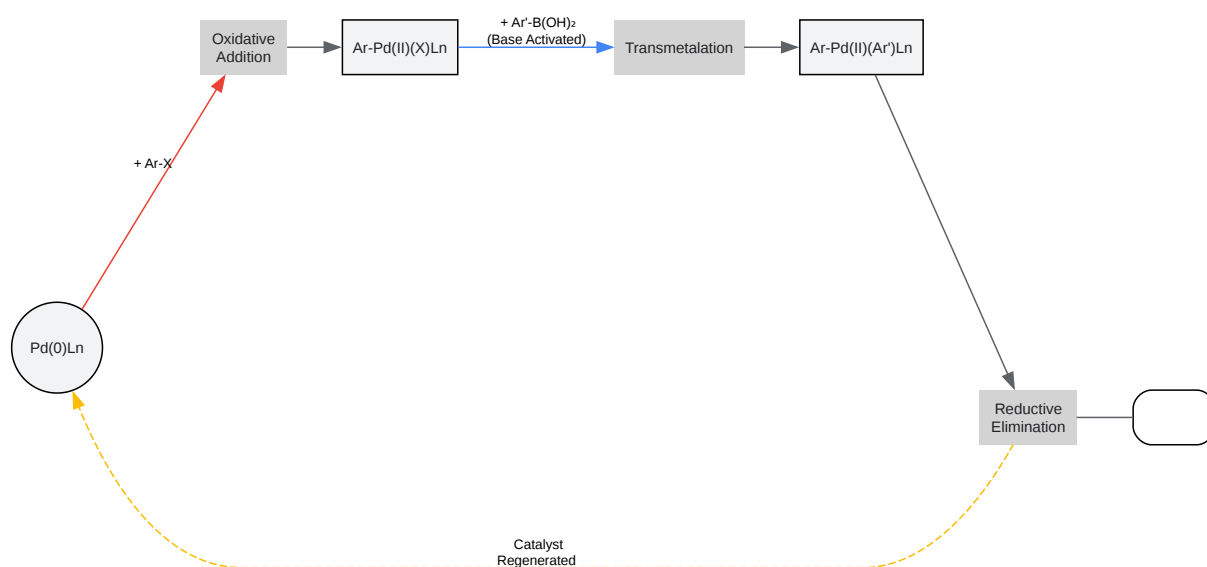 Oxidative
Addition
Ar-Pd(II)(X)Ln
+ Ar'-B(OH)₂
(Base Activated)
Transmetalation
Ar-Pd(II)(Ar')Ln
+ Ar-X
Pd(0)Ln
Reductive
Elimination
Catalyst
Regenerated